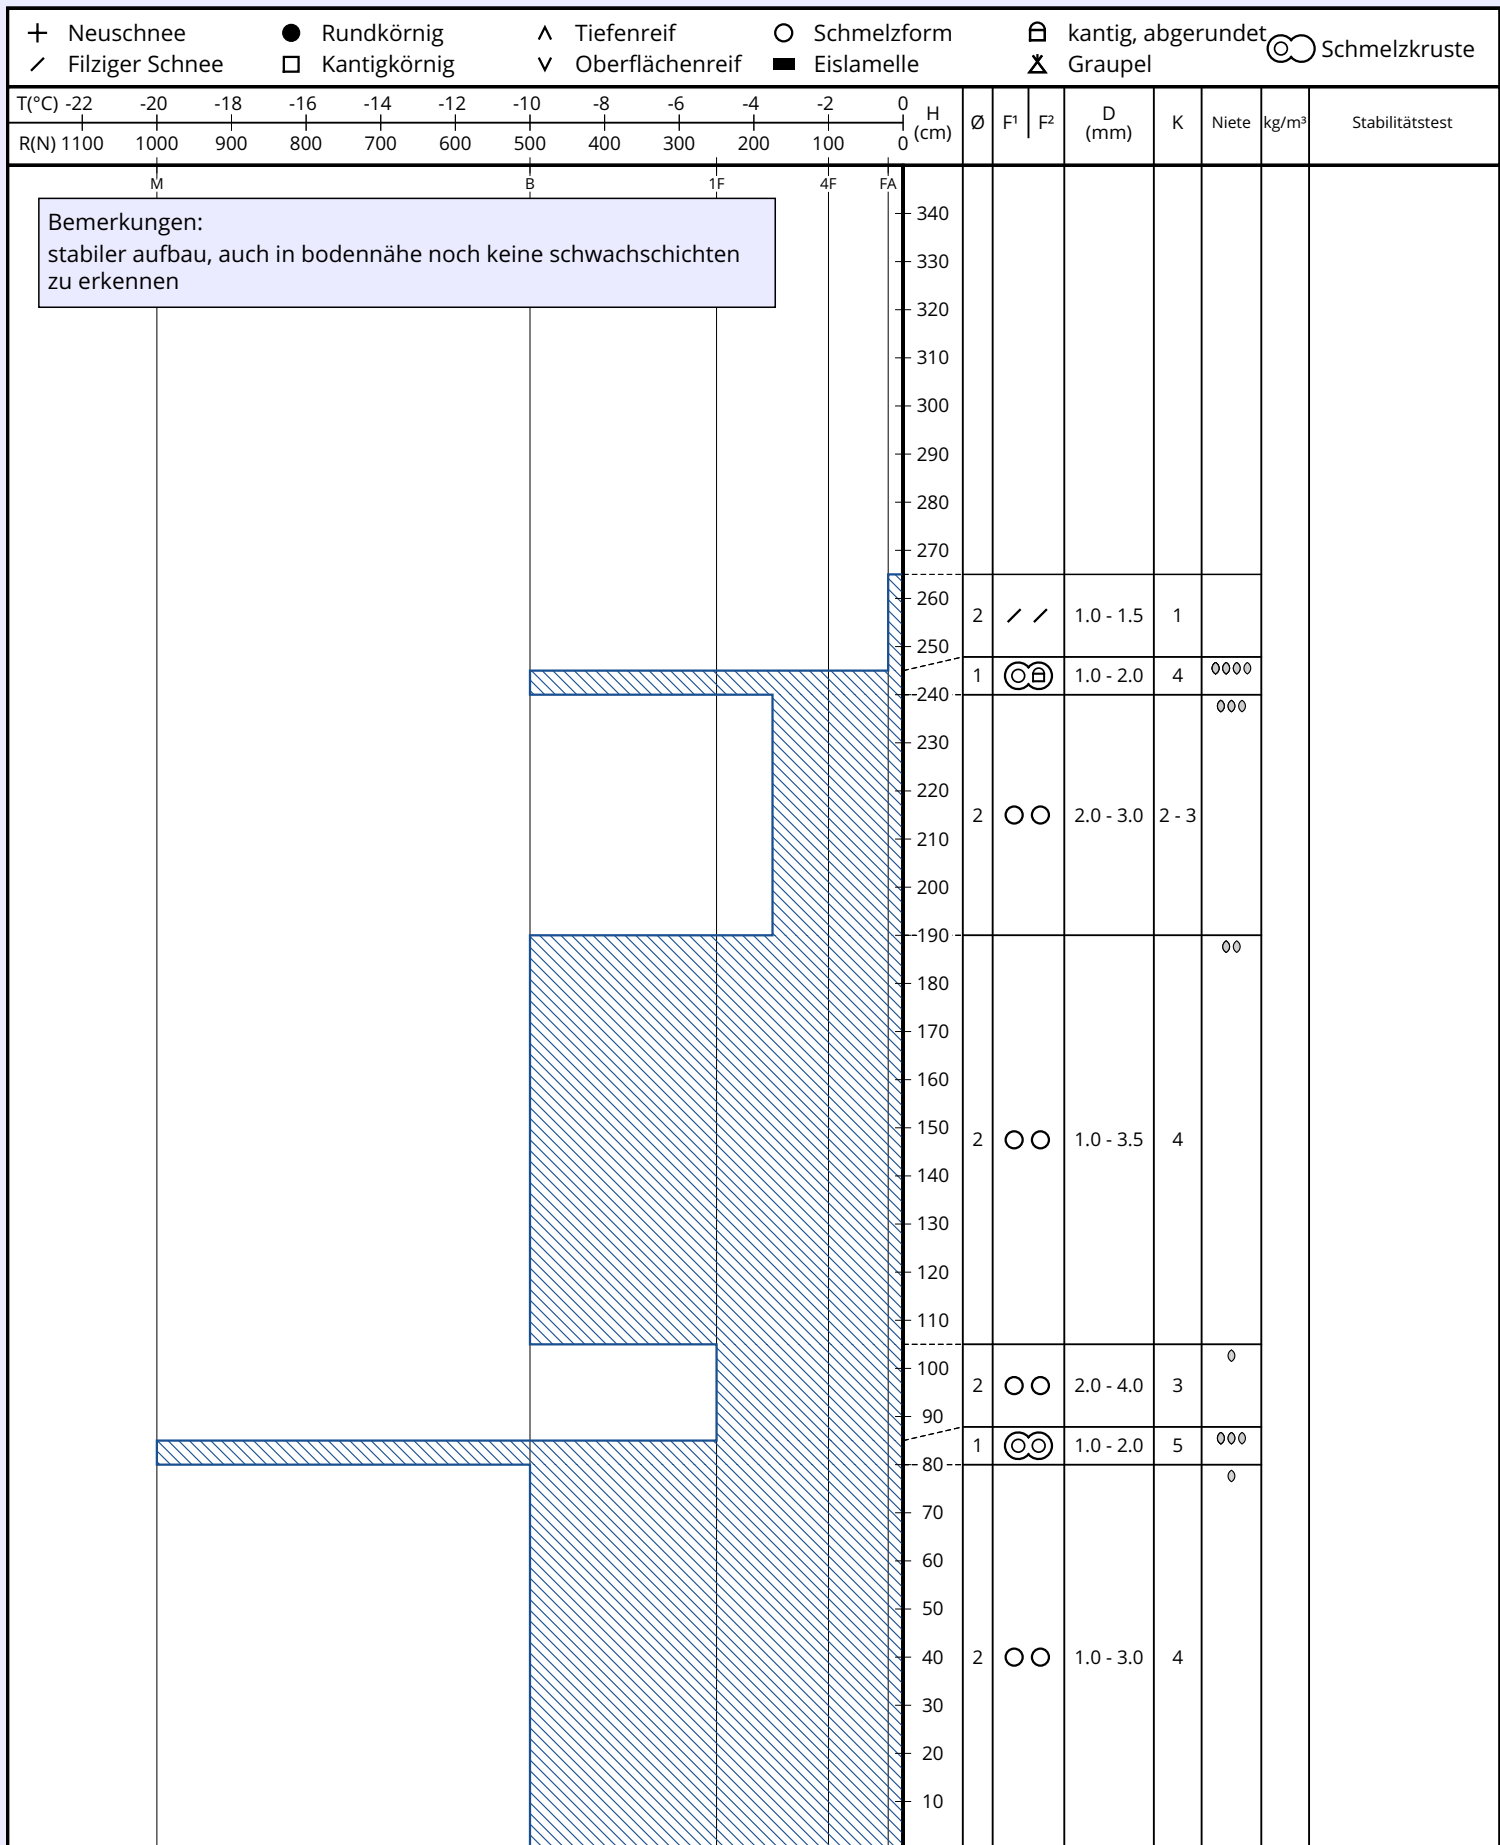 Neuschnee Rundkörnig Tiefenreif Schmelzform kantig, abgerundet Schmelzkruste
Filziger Schnee Kantigkörnig Oberflächenreif Eislamelle Graupel
T(°C) -22 -20 -18 -16 -14 -12 -10 -8 -6 -4 -2 0
R(N) 1100 1000 900 800 700 600 500 400 300 200 100 0
H (cm) Ø F¹ F² D (mm) K Niete kg/m³ Stabilitätstest
M B 1F 4F FA
Bemerkungen:
stabiler aufbau, auch in bodennähe noch keine schwachschichten
zu erkennen
340
330
320
310
300
290
280
270
260
2 1.0 - 1.5 1
250
1 1.0 - 2.0 4
240
230
220
2 2.0 - 3.0 2 - 3
210
200
190
180
170
160
150
2 1.0 - 3.5 4
140
130
120
110
100
2 2.0 - 4.0 3
90
1 1.0 - 2.0 5
80
70
60
50
40 2 1.0 - 3.0 4
30
20
10